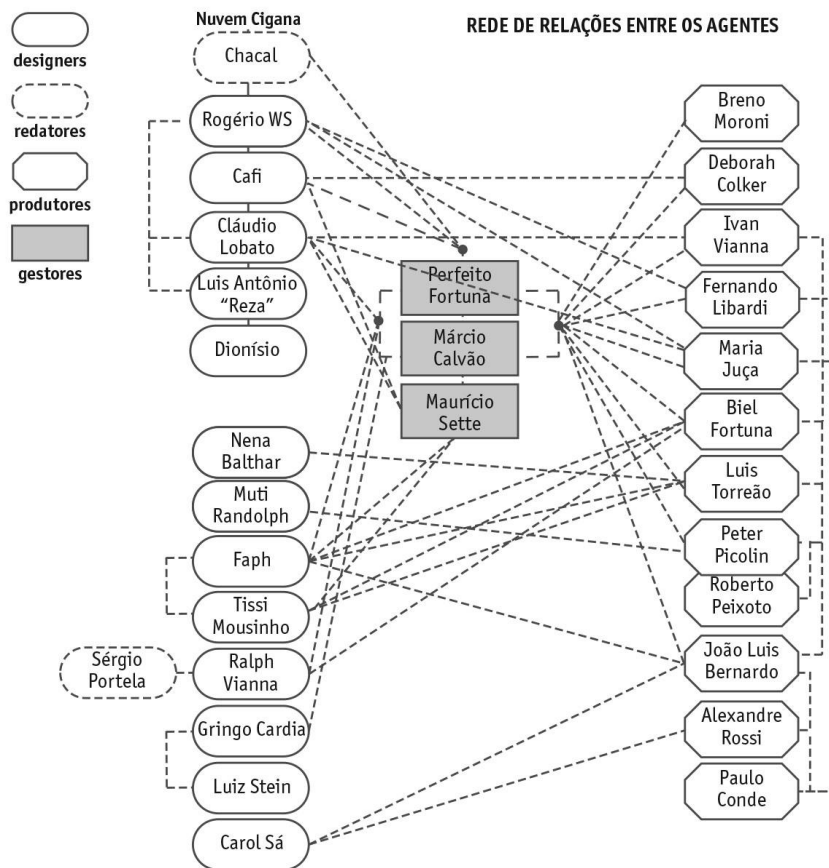 Nuvem Cigana
REDE DE RELAÇÕES ENTRE OS AGENTES
designers
redatores
produtores
gestores
Chacal
Rogério WS
Cafi
Cláudio
Lobato
Luis Antônio
“Reza”
Dionísio
Nena
Balthar
Muti
Randolph
Faph
Tissi
Mousinho
Sérgio
Portela
Ralph
Vianna
Gringo Cardia
Luiz Stein
Carol Sá
Perfeito
Fortuna
Márcio
Calvão
Maurício
Sette
Breno
Moroni
Deborah
Colker
Ivan
Vianna
Fernando
Libardi
Maria
Juça
Biel
Fortuna
Luis
Torreão
Peter
Picolin
Roberto
Peixoto
João Luis
Bernardo
Alexandre
Rossi
Paulo
Conde